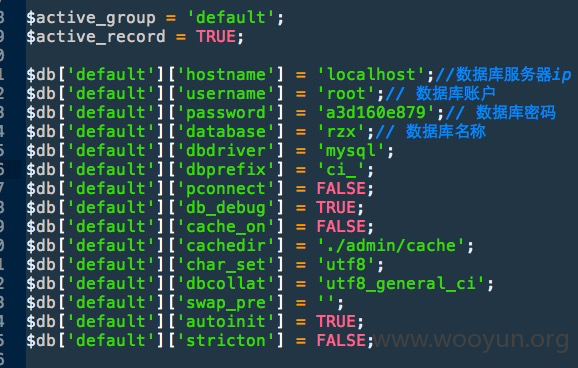 8 $active_group = 'default';
9 $active_record = TRUE;
0
1 $db['default']['hostname'] = 'localhost';//数据库服务器ip
2 $db['default']['username'] = 'root';// 数据库账户
3 $db['default']['password'] = 'a3d160e879';// 数据库密码
4 $db['default']['database'] = 'rzx';// 数据库名称
5 $db['default']['dbdriver'] = 'mysql';
6 $db['default']['dbprefix'] = 'ci_';
7 $db['default']['pconnect'] = FALSE;
8 $db['default']['db_debug'] = TRUE;
9 $db['default']['cache_on'] = FALSE;
0 $db['default']['cachedir'] = './admin/cache';
1 $db['default']['char_set'] = 'utf8';
2 $db['default']['dbcollat'] = 'utf8_general_ci';
3 $db['default']['swap_pre'] = '';
4 $db['default']['autoinit'] = TRUE;
5 $db['default']['stricton'] = FALSE;
6
www.wooyun.org